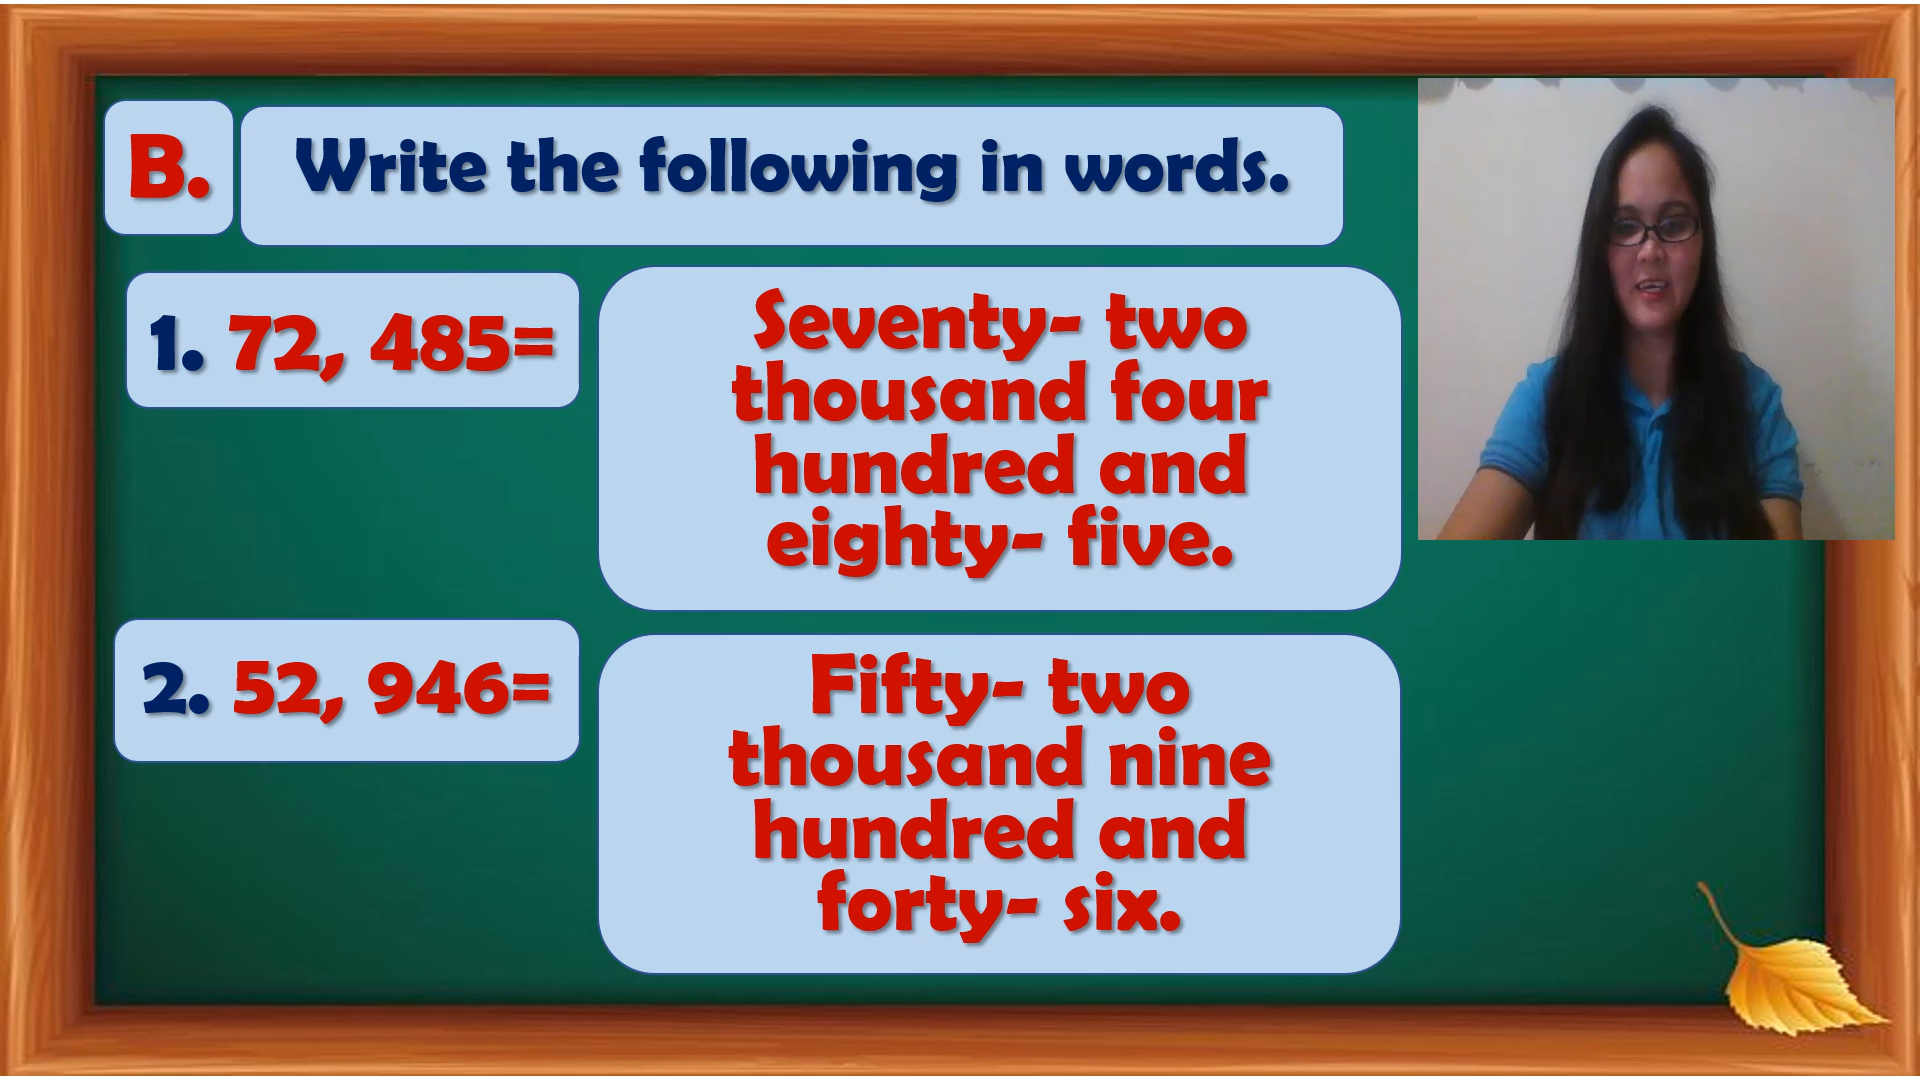 B.
Write the following in words.
1. 72, 485=
Seventy- two
thousand four
hundred and
eighty- five.
2. 52, 946=
Fifty- two
thousand nine
hundred and
forty- six.